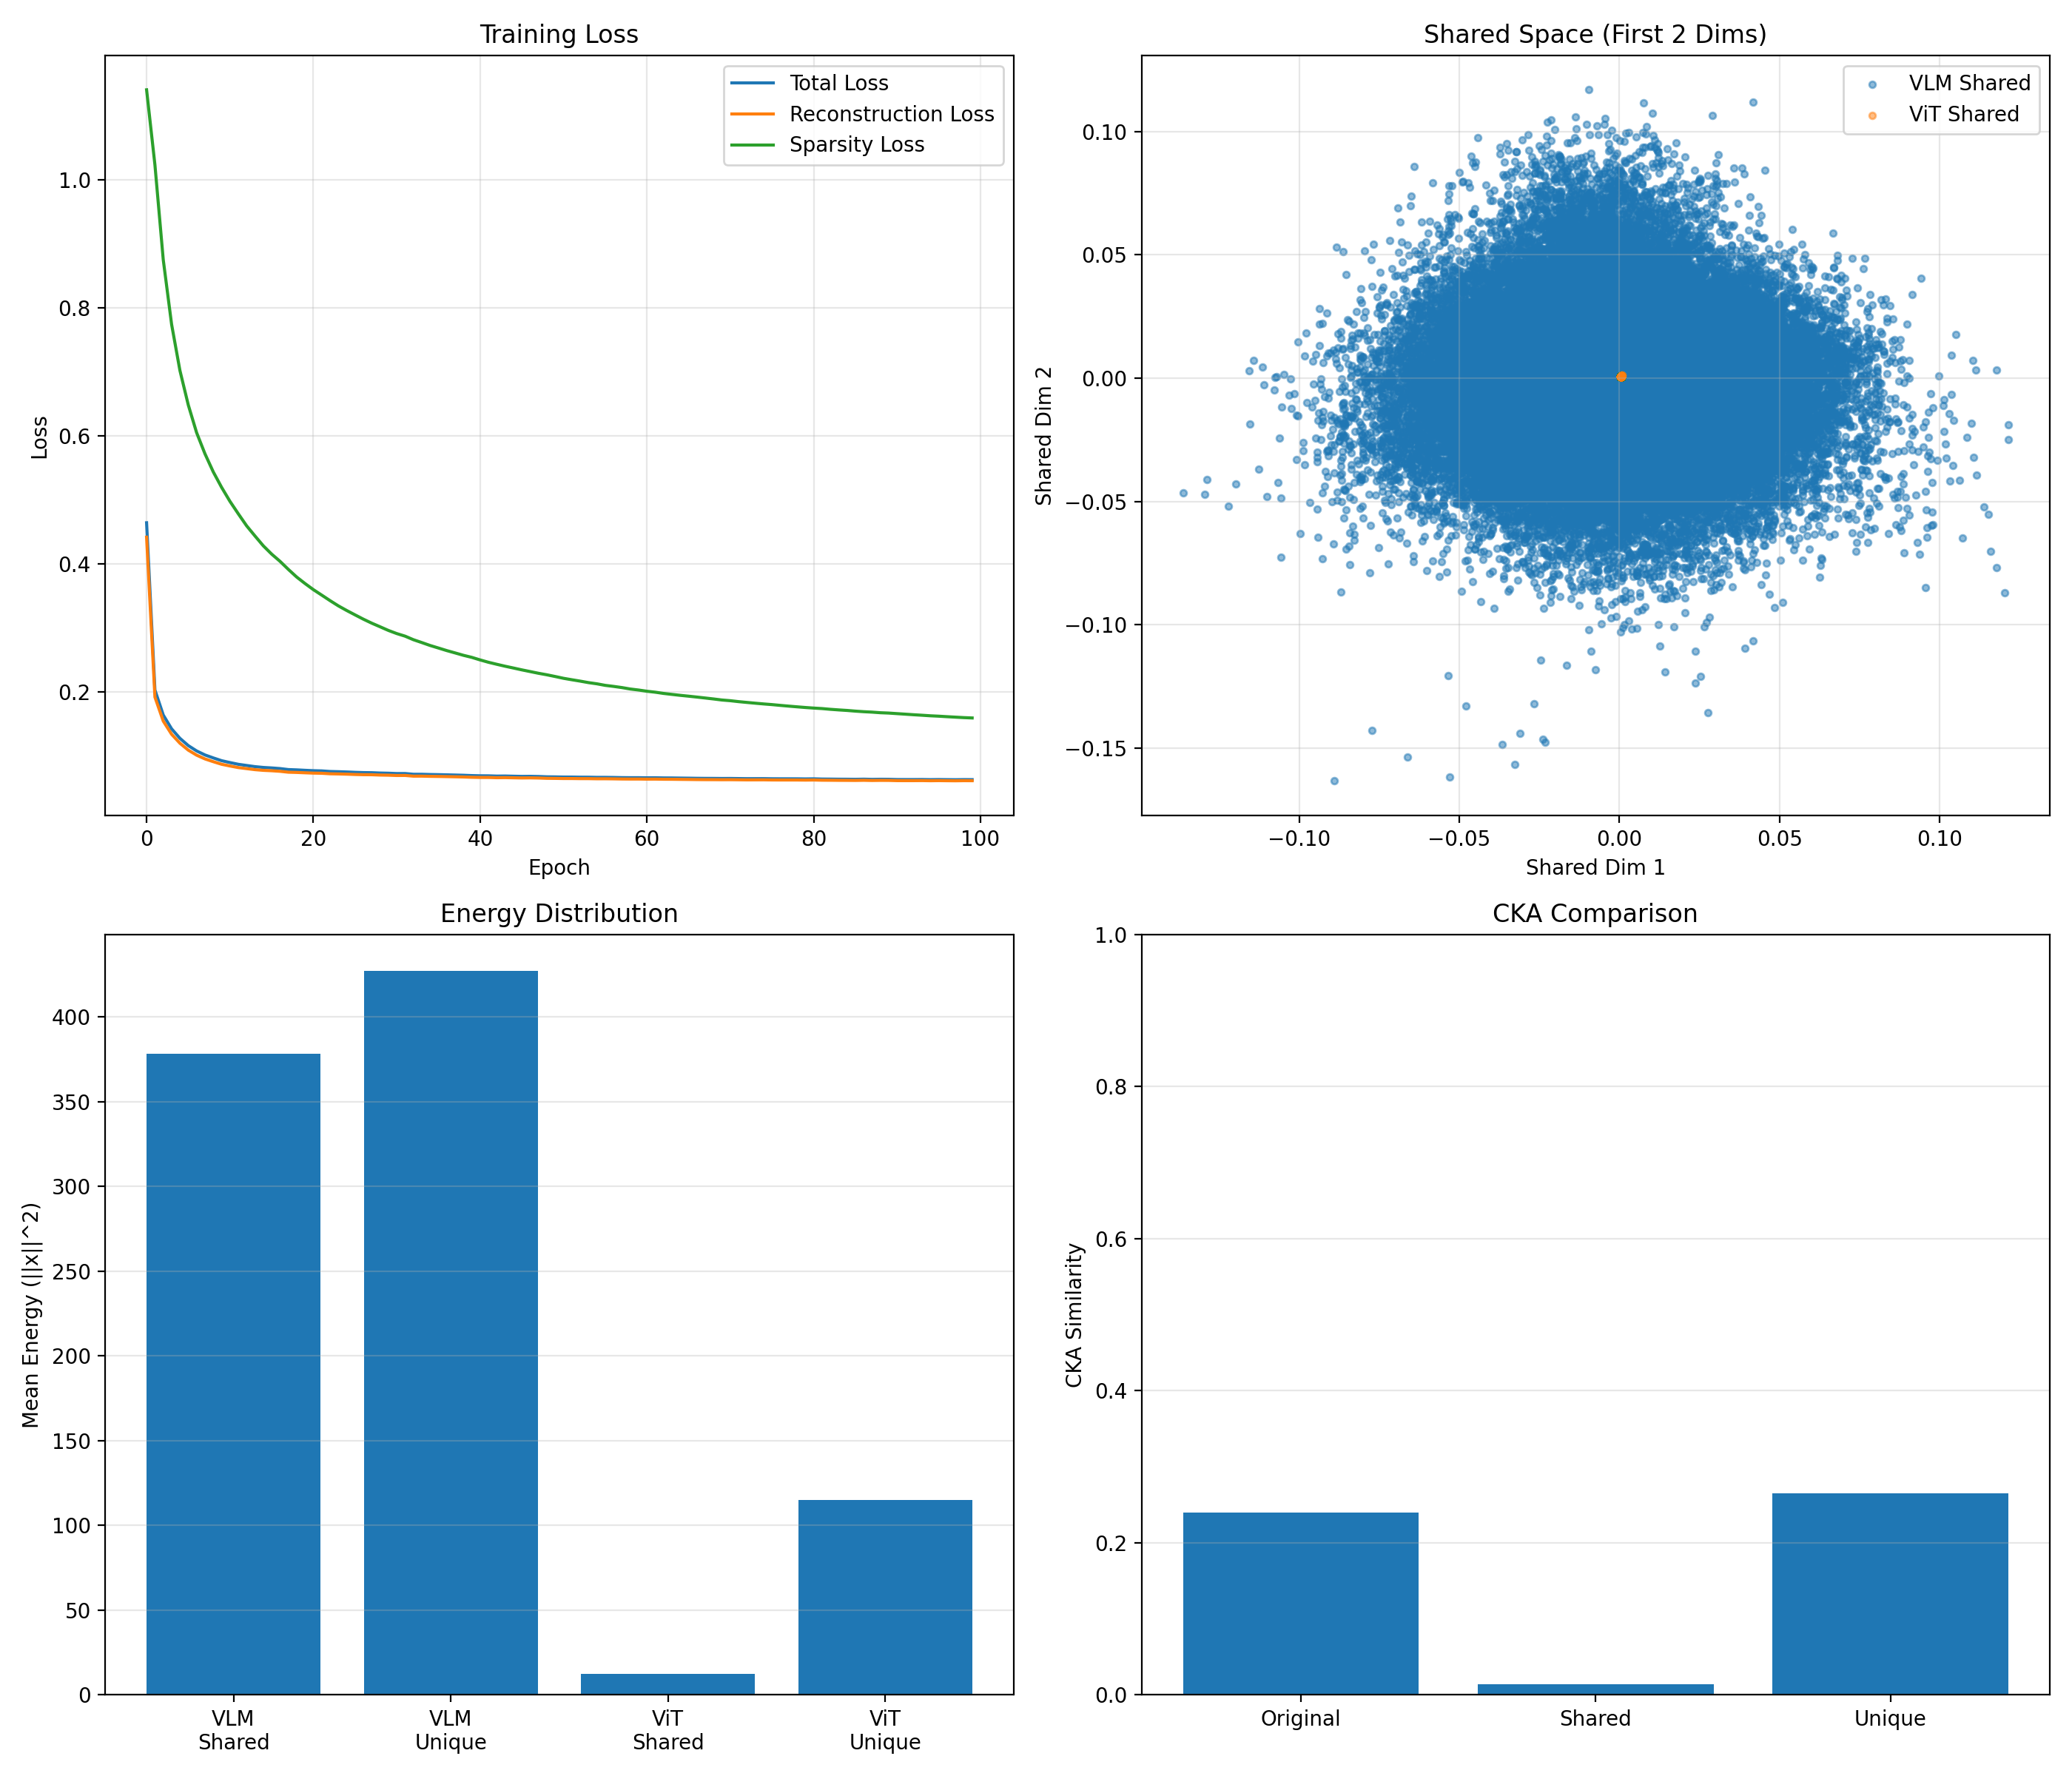 Training Loss
Total Loss
Reconstruction Loss
Sparsity Loss
1.0
0.8
0.6
0.4
0.2
Loss
0
20
40
60
80
100
Epoch
Shared Space (First 2 Dims)
VLM Shared
ViT Shared
0.10
0.05
0.00
−0.05
−0.10
−0.15
Shared Dim 2
−0.10
−0.05
0.00
0.05
0.10
Shared Dim 1
Energy Distribution
400
350
300
250
200
150
100
50
0
Mean Energy (||x||^2)
VLM
Shared
VLM
Unique
ViT
Shared
ViT
Unique
CKA Comparison
1.0
0.8
0.6
0.4
0.2
0.0
CKA Similarity
Original
Shared
Unique